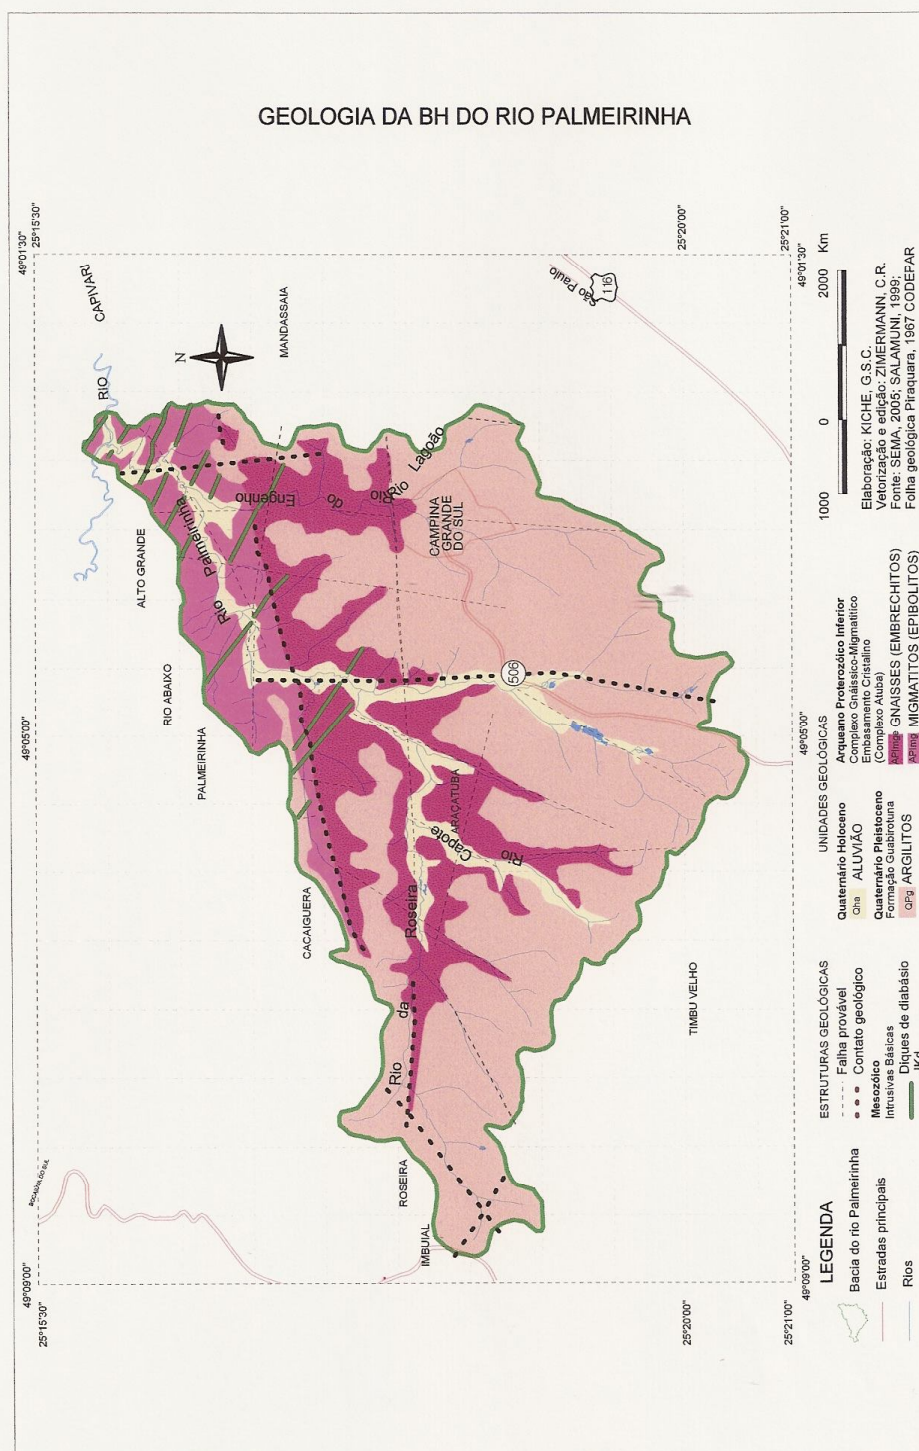 GEOLOGIA DA BH DO RIO PALMEIRINHA
49°09'00"
49°05'00"
49°01'30"
25°15'30"
25°15'30"
BOCAIÚVA DO SUL
RIO CAPIVARI
N
MANDASSAIA
ALTO GRANDE
RIO ABAIXO
PALMEIRINHA
CACAIGUERA
Rio Palmeirinha
Rio do Engenho
Rio Lagoão
CAMPINA
GRANDE
DO SUL
São Paulo
116
506
ARAÇATUBA
Rio Capote
Rio da Roseira
ROSEIRA
IMBUIAL
TIMBU VELHO
25°20'00"
25°20'00"
25°21'00"
25°21'00"
49°09'00"
49°05'00"
49°01'30"
LEGENDA
Bacia do rio Palmeirinha
Estradas principais
Rios
ESTRUTURAS GEOLÓGICAS
Falha provável
Contato geológico
Mesozóico
Intrusivas Básicas
Diques de diabásio
UNIDADES GEOLÓGICAS
Quaternário Holoceno
Qha ALUVIÃO
Quaternário Pleistoceno
Formação Guabirotuna
QPg ARGILITOS
Arqueano Proterozóico Inferior
Complexo Gnáissico-Migmatítico
Embasamento Cristalino
(Complexo Atuba)
GNAISSES (EMBRECHITOS)
APImg MIGMATITOS (EPIBOLITOS)
1000 0 2000 Km
Elaboração: KICHE, G.S.C.
Vetorização e edição: ZIMERMANN, C.R.
Fonte: SEMA, 2005; SALAMUNI, 1999;
Folha geológica Piraquara, 1967 CODEPAR